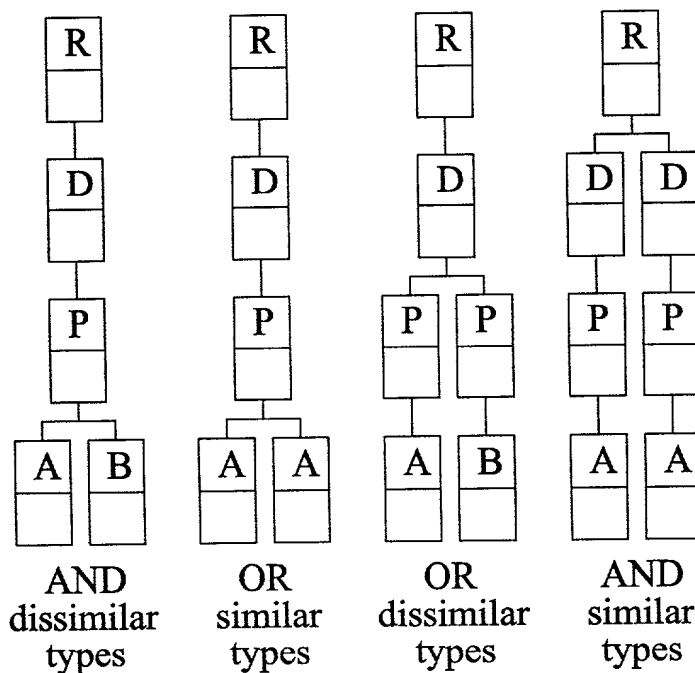 R R R R
D D D D D
P P P P P
A B A A A B A A
AND
dissimilar
types
OR
similar
types
OR
dissimilar
types
AND
similar
types